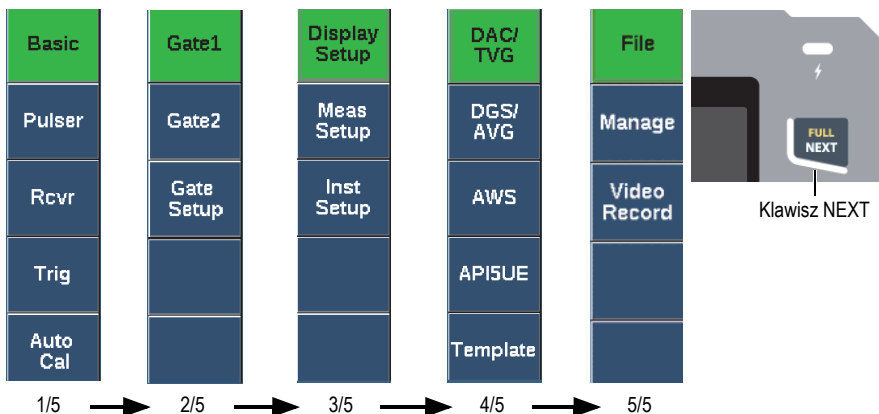 Basic
Pulser
Rcvr
Trig
Auto
Cal
1/5
Gate1
Gate2
Gate
Setup
2/5
Display
Setup
Meas
Setup
Inst
Setup
3/5
DAC/
TVG
DGS/
AVG
AWS
API5UE
Template
4/5
File
Manage
Video
Record
5/5
FULL
NEXT
Klawisz NEXT